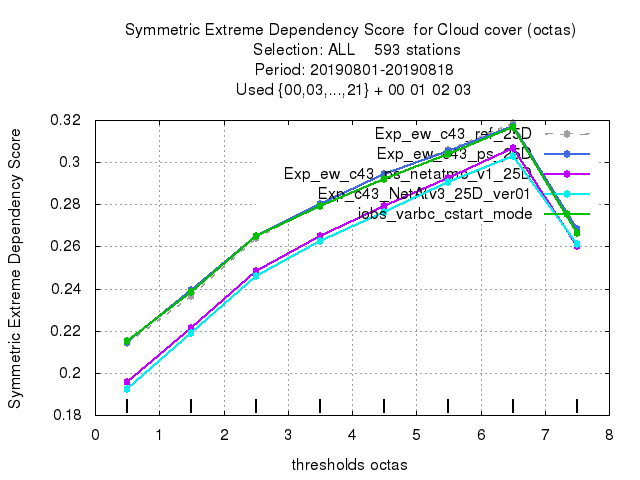 Symmetric Extreme Dependency Score  for Cloud cover (octas)
Selection: ALL    593 stations
Period: 20190801-20190818
Used {00,03,...,21} + 00 01 02 03
Symmetric Extreme Dependency Score
0.32
0.3
0.28
0.26
0.24
0.22
0.2
0.18
Exp_ew_c43_ref_25D
Exp_ew_c43_ps_25D
Exp_ew_c43_ps_netatmo_v1_25D
Exp_c43_NetAtv3_25D_ver01
iobs_varbc_cstart_mode
0 1 2 3 4 5 6 7 8
thresholds octas